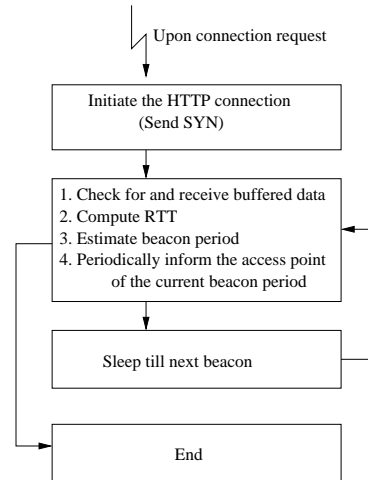 Upon connection request
Initiate the HTTP connection
(Send SYN)
1. Check for and receive buffered data
2. Compute RTT
3. Estimate beacon period
4. Periodically inform the access point
of the current beacon period
Sleep till next beacon
End